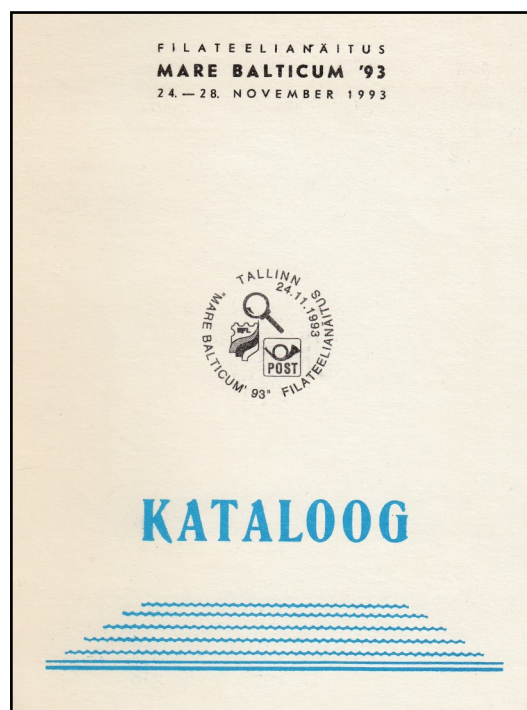 FILATEELIANÄITUS
MARE BALTICUM '93
24.—28. NOVEMBER 1993
TALLINN
24.11.1993
"MARE BALTICUM' 93" FILATEELIANÄITUS
POST
KATALOOG